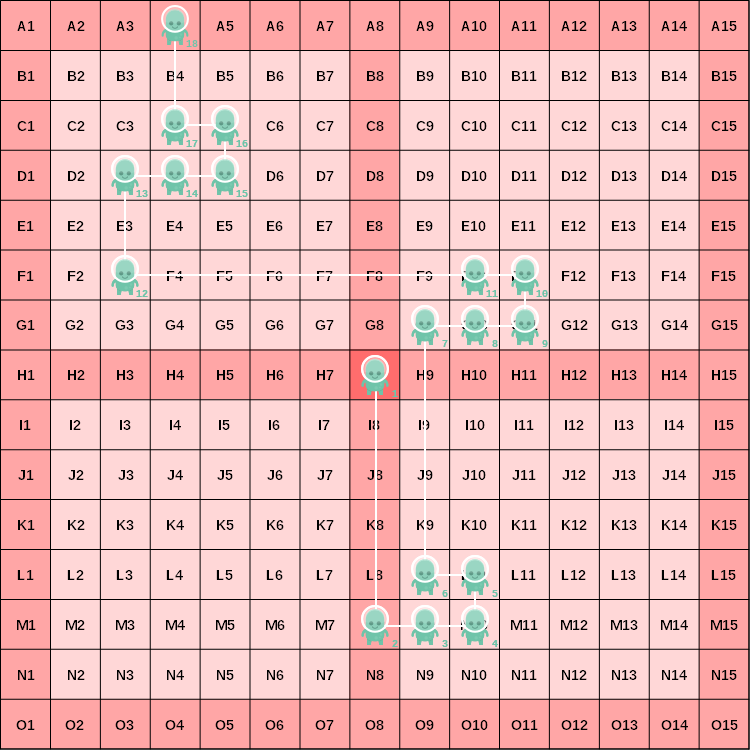 A1 A2 A3 A5 A6 A7 A8 A9 A10 A11 A12 A13 A14 A15
18
B1 B2 B3 B4 B5 B6 B7 B8 B9 B10 B11 B12 B13 B14 B15
C1 C2 C3 C6 C7 C8 C9 C10 C11 C12 C13 C14 C15
17 16
D1 D2 D6 D7 D8 D9 D10 D11 D12 D13 D14 D15
13 14 15
E1 E2 E3 E4 E5 E6 E7 E8 E9 E10 E11 E12 E13 E14 E15
F1 F2 F4 F5 F6 F7 F8 F9 F12 F13 F14 F15
12 11 10
G1 G2 G3 G4 G5 G6 G7 G8 G12 G13 G14 G15
7 8 9
H1 H2 H3 H4 H5 H6 H7 H9 H10 H11 H12 H13 H14 H15
1
I1 I2 I3 I4 I5 I6 I7 I8 I9 I10 I11 I12 I13 I14 I15
J1 J2 J3 J4 J5 J6 J7 J8 J9 J10 J11 J12 J13 J14 J15
K1 K2 K3 K4 K5 K6 K7 K8 K9 K10 K11 K12 K13 K14 K15
L1 L2 L3 L4 L5 L6 L7 L8 L11 L12 L13 L14 L15
6 5
M1 M2 M3 M4 M5 M6 M7 M11 M12 M13 M14 M15
2 3 4
N1 N2 N3 N4 N5 N6 N7 N8 N9 N10 N11 N12 N13 N14 N15
O1 O2 O3 O4 O5 O6 O7 O8 O9 O10 O11 O12 O13 O14 O15